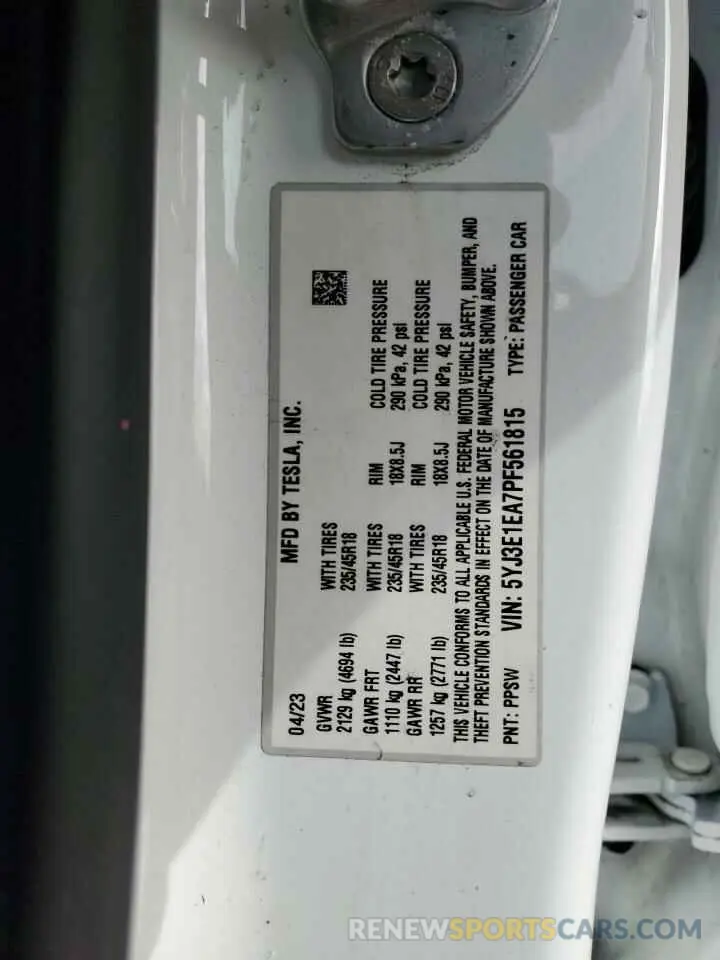 04/23 MFD BY TESLA, INC.
GVWR WITH TIRES
2129 kg (4694 lb) 235/45R18
GAWR FRT WITH TIRES RIM COLD TIRE PRESSURE
1110 kg (2447 lb) 235/45R18 18X8.5J 290 kPa, 42 psi
GAWR RR WITH TIRES RIM COLD TIRE PRESSURE
1257 kg (2771 lb) 235/45R18 18X8.5J 290 kPa, 42 psi
THIS VEHICLE CONFORMS TO ALL APPLICABLE U.S. FEDERAL MOTOR VEHICLE SAFETY, BUMPER, AND
THEFT PREVENTION STANDARDS IN EFFECT ON THE DATE OF MANUFACTURE SHOWN ABOVE.
PNT: PPSW VIN: 5YJ3E1EA7PF561815 TYPE: PASSENGER CAR
RENEWSPORTSCARS.COM